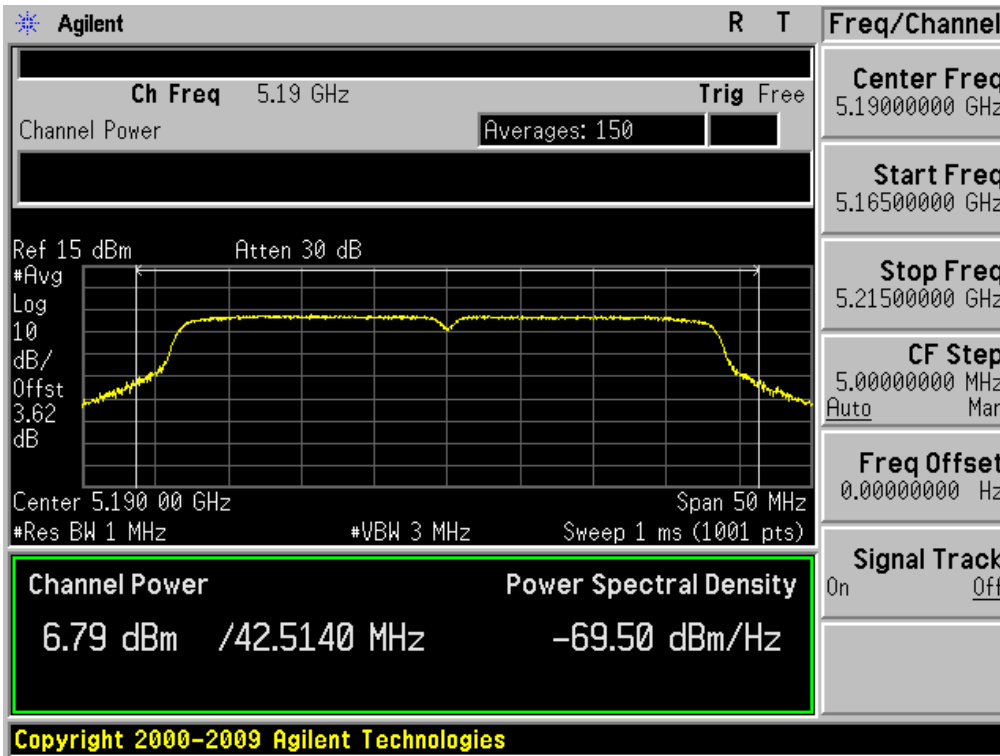 Agilent R T Freq/Channel
Ch Freq 5.19 GHz Trig Free
Channel Power Averages: 150
Center Freq
5.19000000 GHz
Start Freq
5.16500000 GHz
Ref 15 dBm Atten 30 dB
#Avg
Log
10
dB/
Offst
3.62
dB
Stop Freq
5.21500000 GHz
CF Step
5.00000000 MHz
Auto Man
Freq Offset
0.00000000 Hz
Center 5.190 00 GHz Span 50 MHz
#Res BW 1 MHz #VBW 3 MHz Sweep 1 ms (1001 pts)
Signal Track
On Off
Channel Power Power Spectral Density
6.79 dBm /42.5140 MHz -69.50 dBm/Hz
Copyright 2000-2009 Agilent Technologies